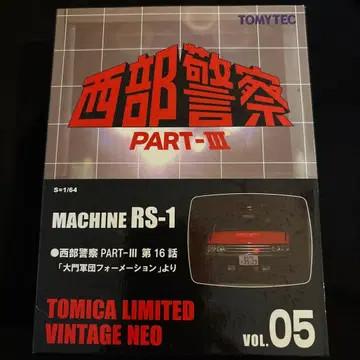 TOMYTEC
西部警察
PART-III
S=1/64
MACHINE RS-1
●西部警察 PART-III 第16話
「大門軍団フォーメーション」より
TOMICA LIMITED
VINTAGE NEO
VOL.05